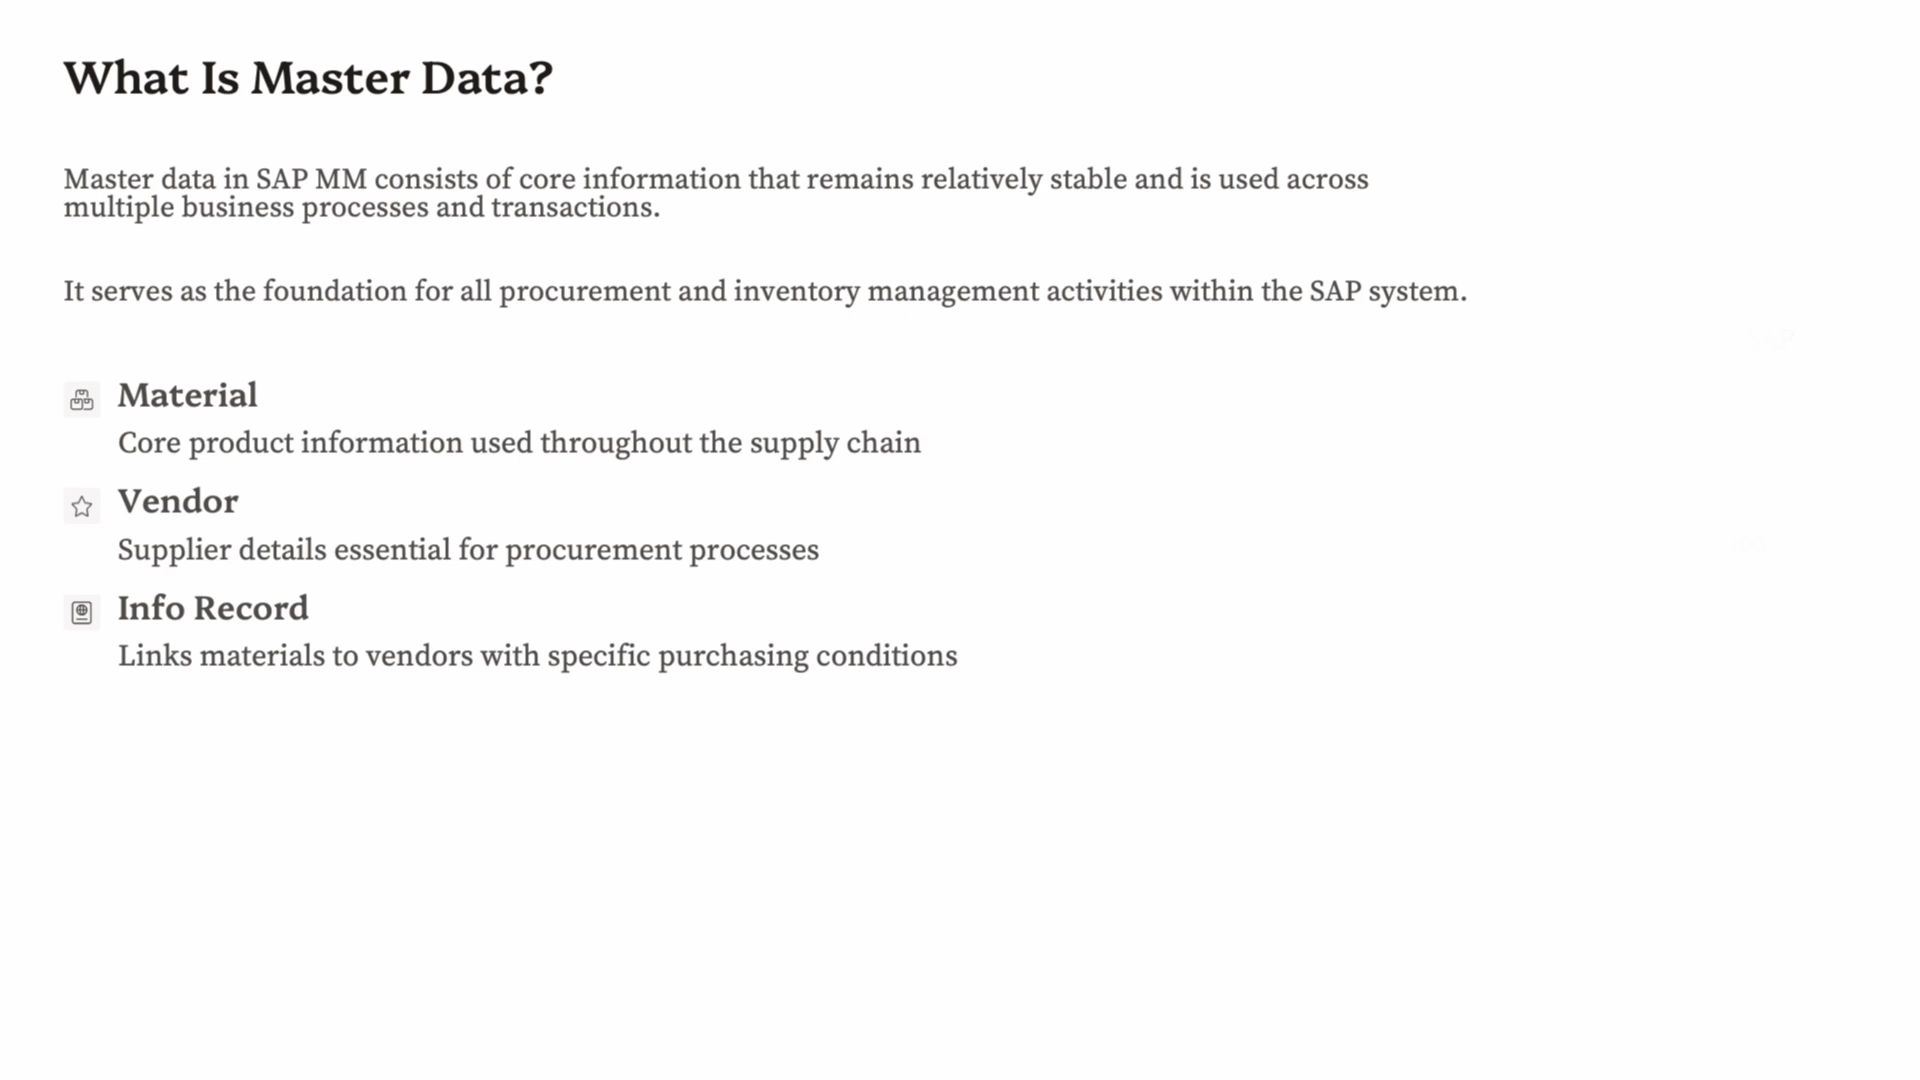 What Is Master Data?
Master data in SAP MM consists of core information that remains relatively stable and is used across
multiple business processes and transactions.
It serves as the foundation for all procurement and inventory management activities within the SAP system.
Material
Core product information used throughout the supply chain
Vendor
Supplier details essential for procurement processes
Info Record
Links materials to vendors with specific purchasing conditions